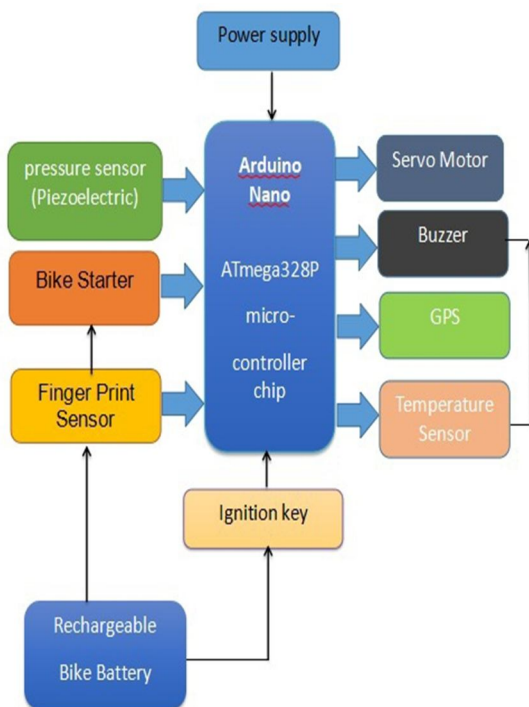 Power supply
pressure sensor
(Piezoelectric)
Bike Starter
Finger Print
Sensor
Arduino
Nano
ATmega328P
micro-
controller
chip
Servo Motor
Buzzer
GPS
Temperature
Sensor
Ignition key
Rechargeable
Bike Battery